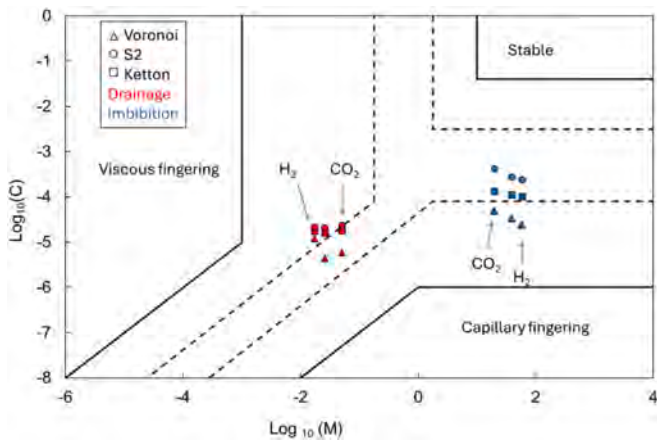 0
-1
-2
-3
-4
-5
-6
-7
-8
Log₁₀(C)
Voronoi
S2
Ketton
Drainage
Imbibition
Stable
Viscous fingering
H₂
CO₂
CO₂
H₂
Capillary fingering
-6
-4
-2
0
2
4
Log ₁₀ (M)